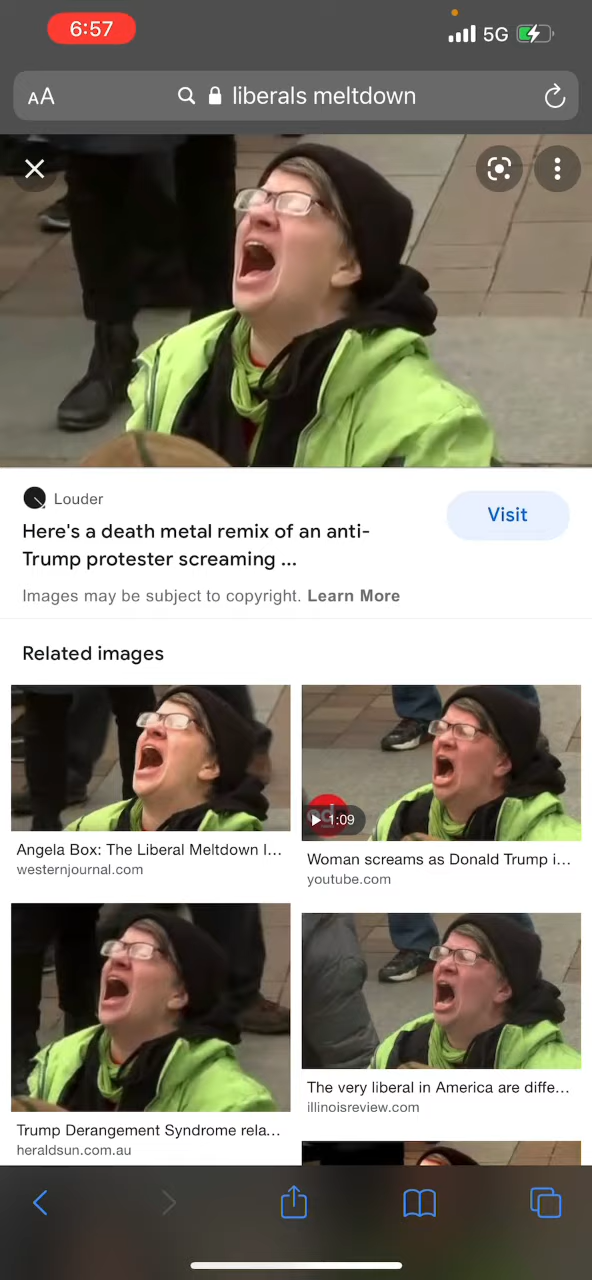 6:57
5G
AA
liberals meltdown
Louder
Visit
Here's a death metal remix of an anti-
Trump protester screaming ...
Images may be subject to copyright. Learn More
Related images
1:09
Angela Box: The Liberal Meltdown I...
westernjournal.com
Woman screams as Donald Trump i...
youtube.com
The very liberal in America are diffe...
illinoisreview.com
Trump Derangement Syndrome rela...
heraldsun.com.au